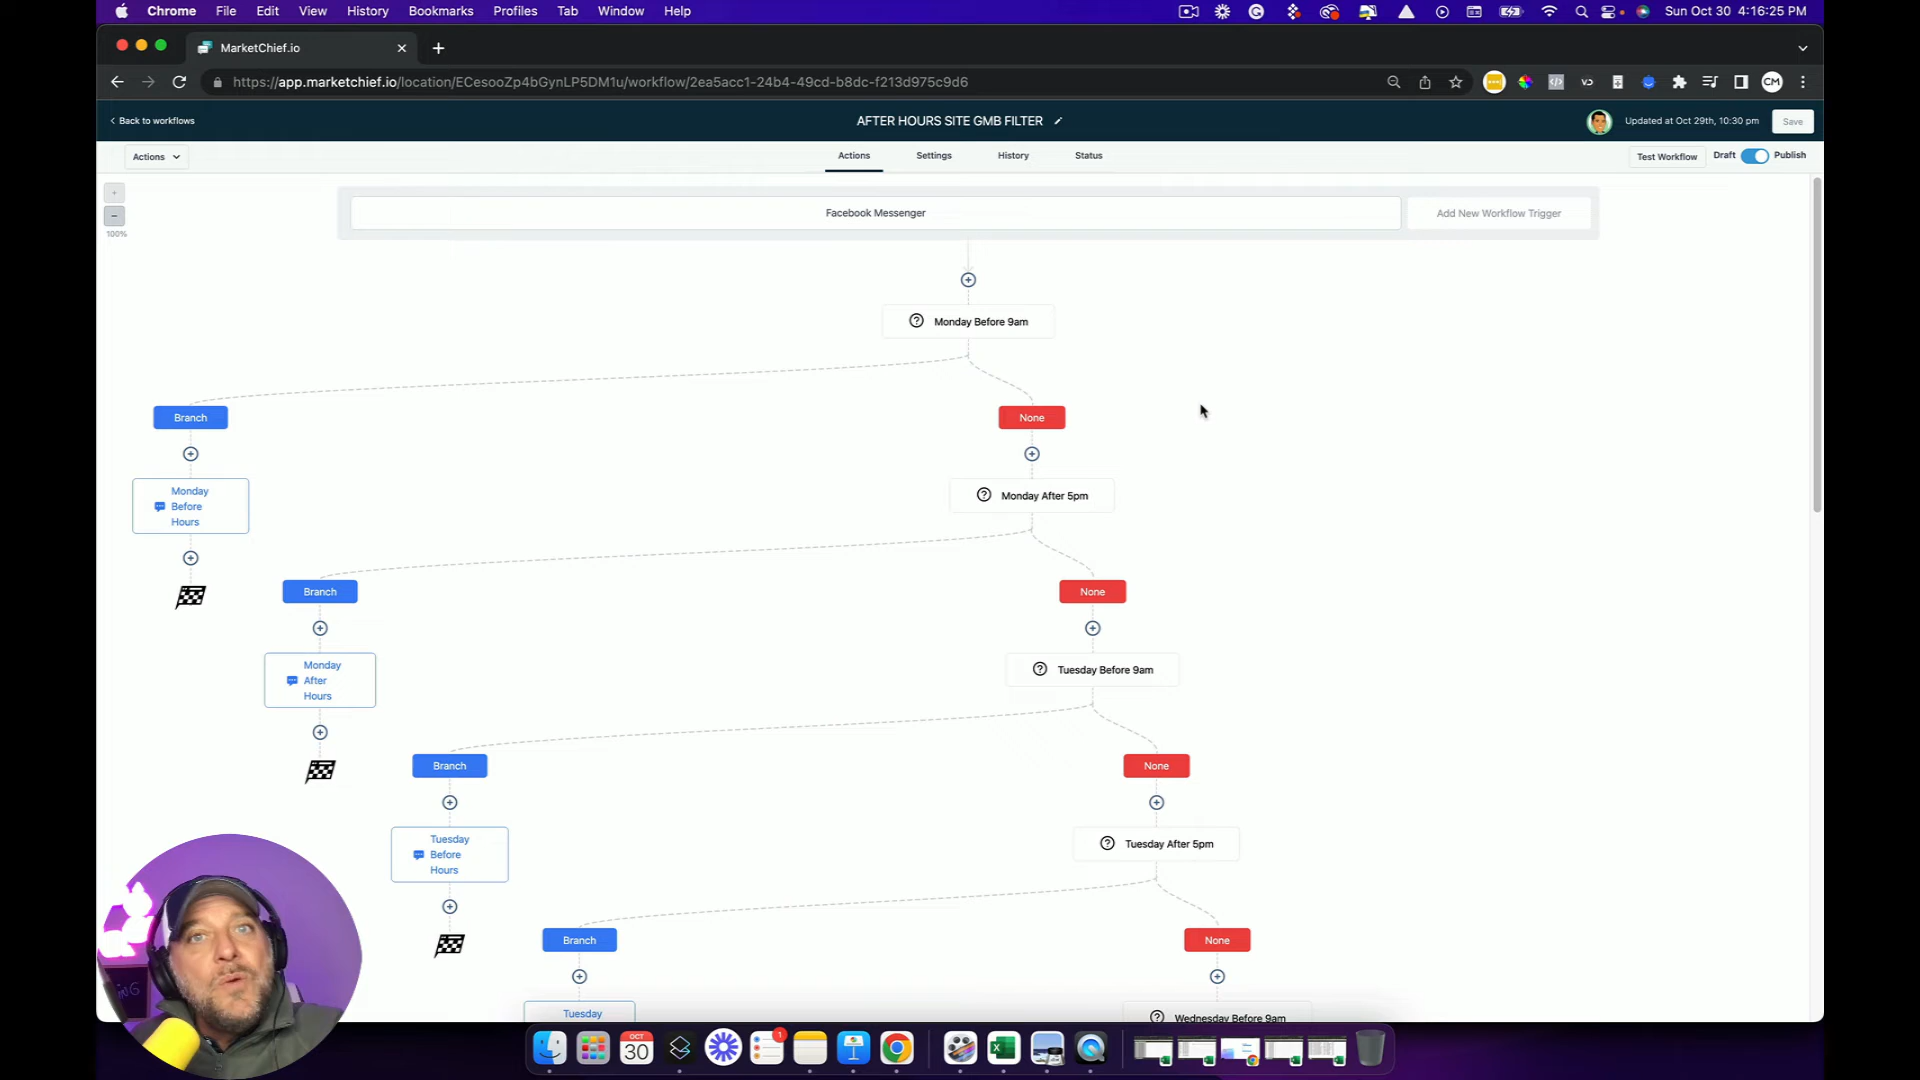 Chrome File Edit View History Bookmarks Profiles Tab Window Help
Sun Oct 30 4:16:25 PM
MarketChief.io
https://app.marketchief.io/location/ECesooZp4bGynLP5DM1u/workflow/2ea5acc1-24b4-49cd-b8dc-f213d975c9d6
CM
Back to workflows
AFTER HOURS SITE GMB FILTER
Updated at Oct 29th, 10:30 pm
Save
Actions
Actions Settings History Status
Test Workflow
Draft
Publish
100%
Facebook Messenger
Add New Workflow Trigger
Monday Before 9am
Branch
None
Monday
Before
Hours
Monday After 5pm
Branch
None
Monday
After
Hours
Tuesday Before 9am
Branch
None
Tuesday
Before
Hours
Tuesday After 5pm
Branch
None
Tuesday
Wednesday Before 9am
OCT
30
1